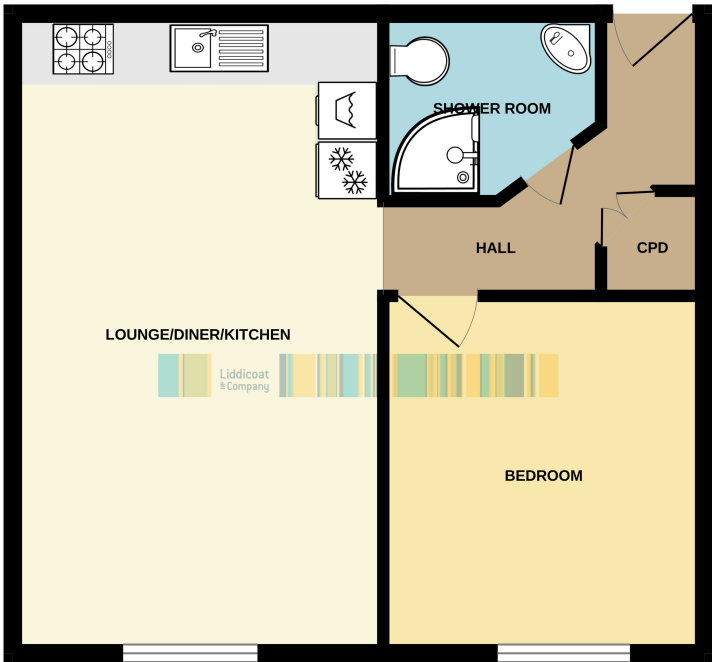 SHOWER ROOM
HALL
CPD
LOUNGE/DINER/KITCHEN
Liddicoat
& Company
BEDROOM